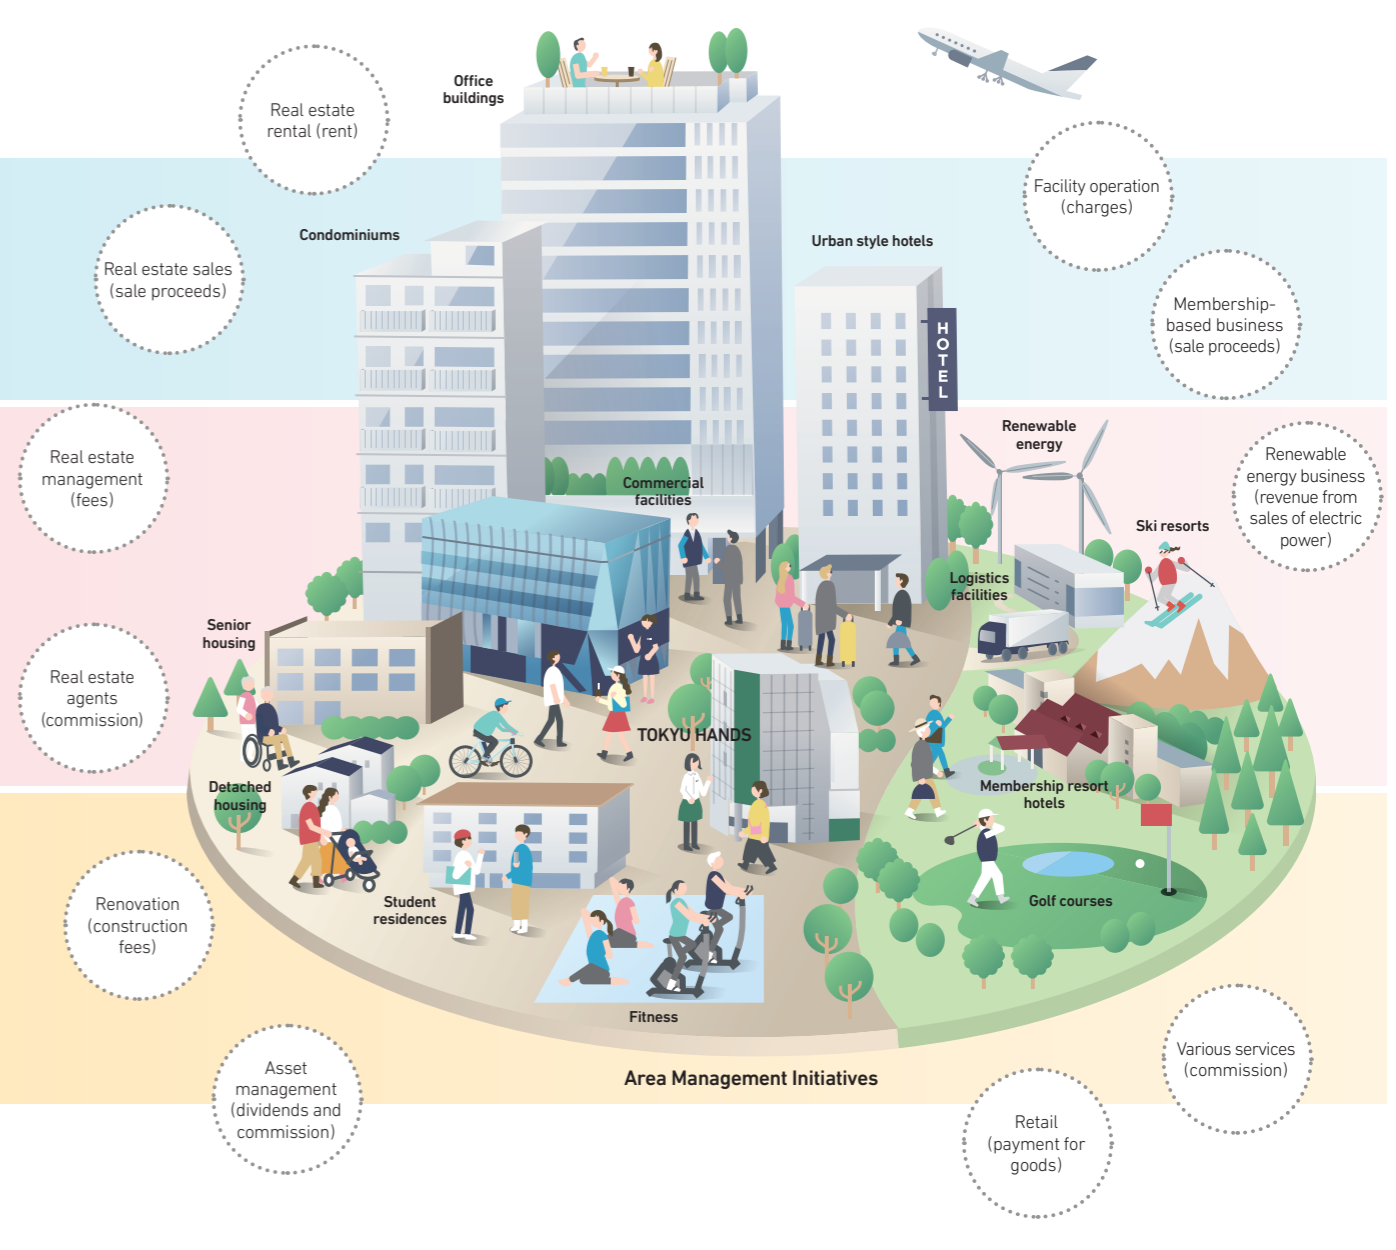 Office
buildings
Real estate
rental (rent)
Facility operation
(charges)
Condominiums
Urban style hotels
Real estate sales
(sale proceeds)
Membership-
based business
(sale proceeds)
HOTEL
Renewable
energy
Real estate
management
(fees)
Renewable
energy business
(revenue from
sales of electric
power)
Commercial
facilities
Ski resorts
Logistics
facilities
Senior
housing
Real estate
agents
(commission)
TOKYU HANDS
Detached
housing
Membership resort
hotels
Student
residences
Golf courses
Renovation
(construction
fees)
Fitness
Area Management Initiatives
Various services
(commission)
Asset
management
(dividends and
commission)
Retail
(payment for
goods)